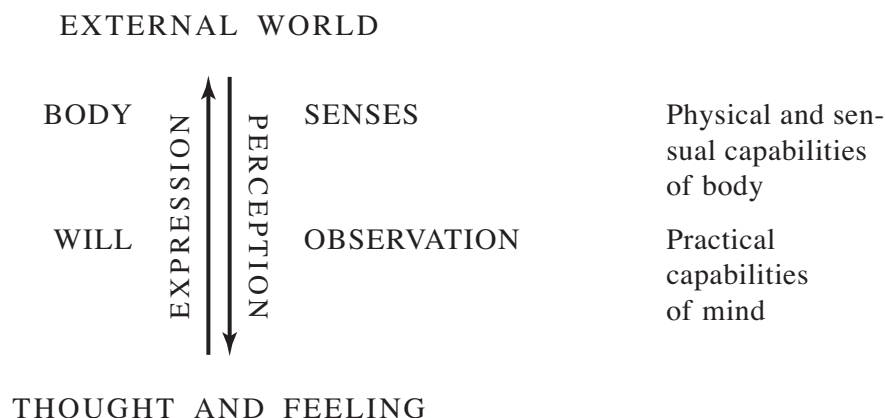 EXTERNAL WORLD
BODY
EXPRESSION
PERCEPTION
SENSES
Physical and sen-
sual capabilities
of body
WILL
OBSERVATION
Practical
capabilities
of mind
THOUGHT AND FEELING